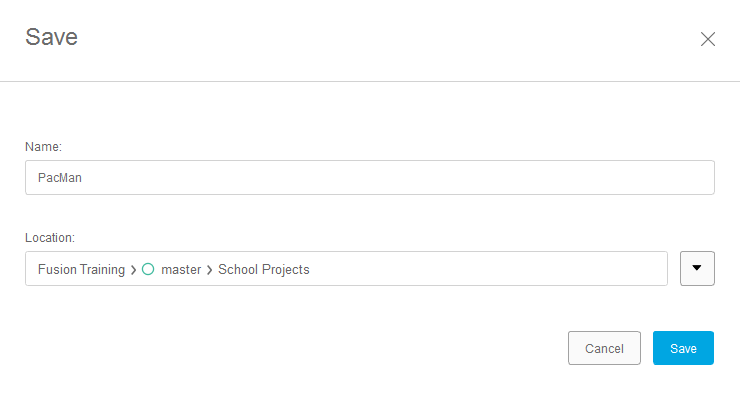 Save
Name:
PacMan
Location:
Fusion Training > master > School Projects
Cancel Save